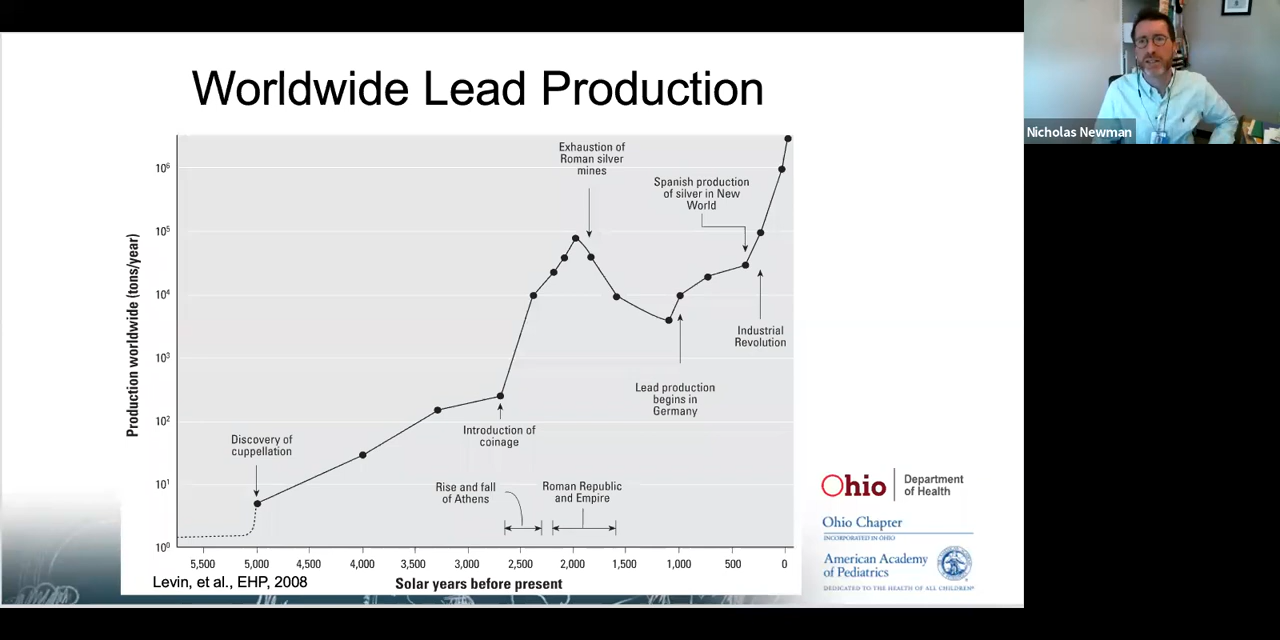 Worldwide Lead Production
Nicholas Newman
Production worldwide (tons/year)
10⁶
10⁵
10⁴
10³
10²
10¹
10⁰
Exhaustion of
Roman silver
mines
Spanish production
of silver in New
World
Industrial
Revolution
Lead production
begins in
Germany
Introduction of
coinage
Discovery of
cuppellation
Rise and fall
of Athens
Roman Republic
and Empire
5,500 5,000 4,500 4,000 3,500 3,000 2,500 2,000 1,500 1,000 500 0
Solar years before present
Levin, et al., EHP, 2008
Ohio Department
of Health
Ohio Chapter
INCORPORATED IN OHIO
American Academy
of Pediatrics
DEDICATED TO THE HEALTH OF ALL CHILDREN®